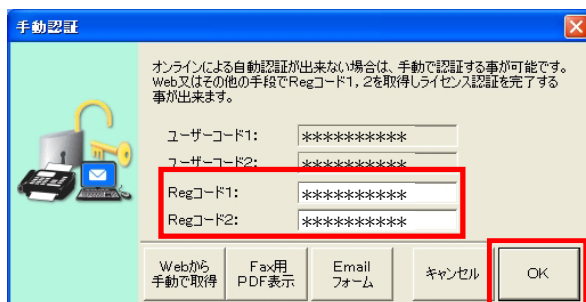 手動認証
オンラインによる自動認証が出来ない場合は、手動で認証する事が可能です。
Web又はその他の手段でRegコード1,2を取得しライセンス認証を完了する
事が出来ます。
ユーザーコード1: **********
ユーザーコード2: **********
Regコード1: **********
Regコード2: **********
Webから
手動で取得
Fax用
PDF表示
Email
フォーム
キャンセル
OK